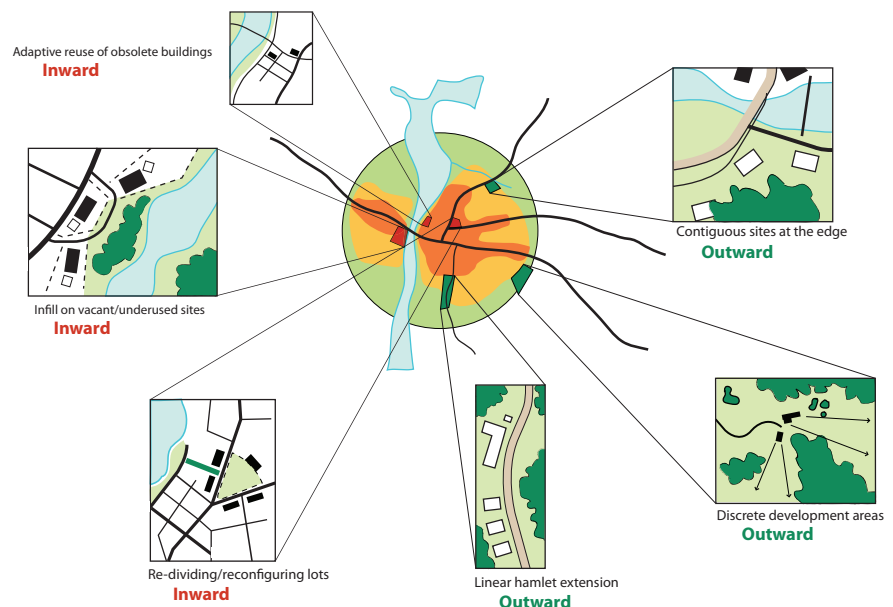 Adaptive reuse of obsolete buildings
Inward
Contiguous sites at the edge
Outward
Infill on vacant/underused sites
Inward
Discrete development areas
Outward
Re-dividing/reconfiguring lots
Inward
Linear hamlet extension
Outward